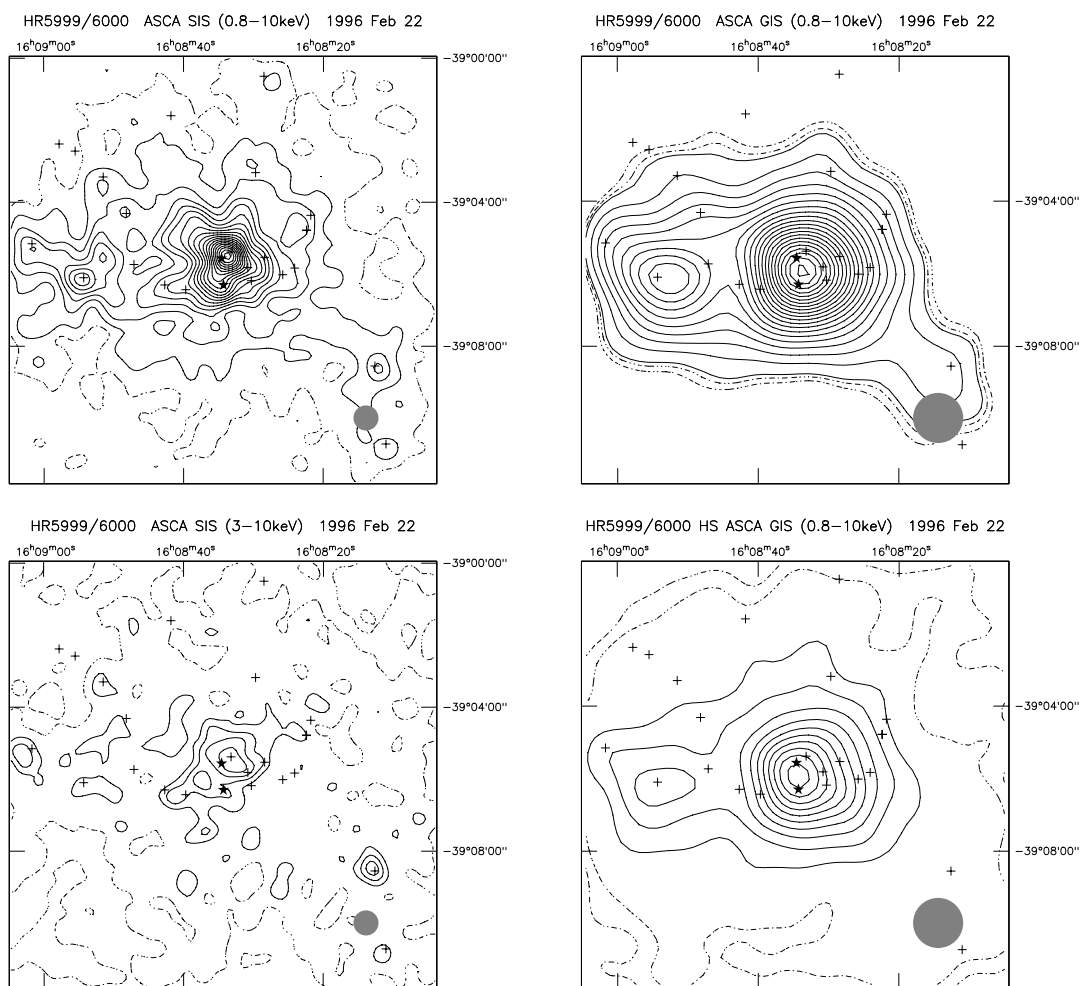 HR5999/6000 ASCA SIS (0.8−10keV) 1996 Feb 22
16ʰ09ᵐ00ˢ 16ʰ08ᵐ40ˢ 16ʰ08ᵐ20ˢ
−39°00'00"
−39°04'00"
−39°08'00"
HR5999/6000 ASCA GIS (0.8−10keV) 1996 Feb 22
16ʰ09ᵐ00ˢ 16ʰ08ᵐ40ˢ 16ʰ08ᵐ20ˢ
−39°04'00"
−39°08'00"
HR5999/6000 ASCA SIS (3−10keV) 1996 Feb 22
16ʰ09ᵐ00ˢ 16ʰ08ᵐ40ˢ 16ʰ08ᵐ20ˢ
−39°00'00"
−39°04'00"
−39°08'00"
HR5999/6000 HS ASCA GIS (0.8−10keV) 1996 Feb 22
16ʰ09ᵐ00ˢ 16ʰ08ᵐ40ˢ 16ʰ08ᵐ20ˢ
−39°04'00"
−39°08'00"